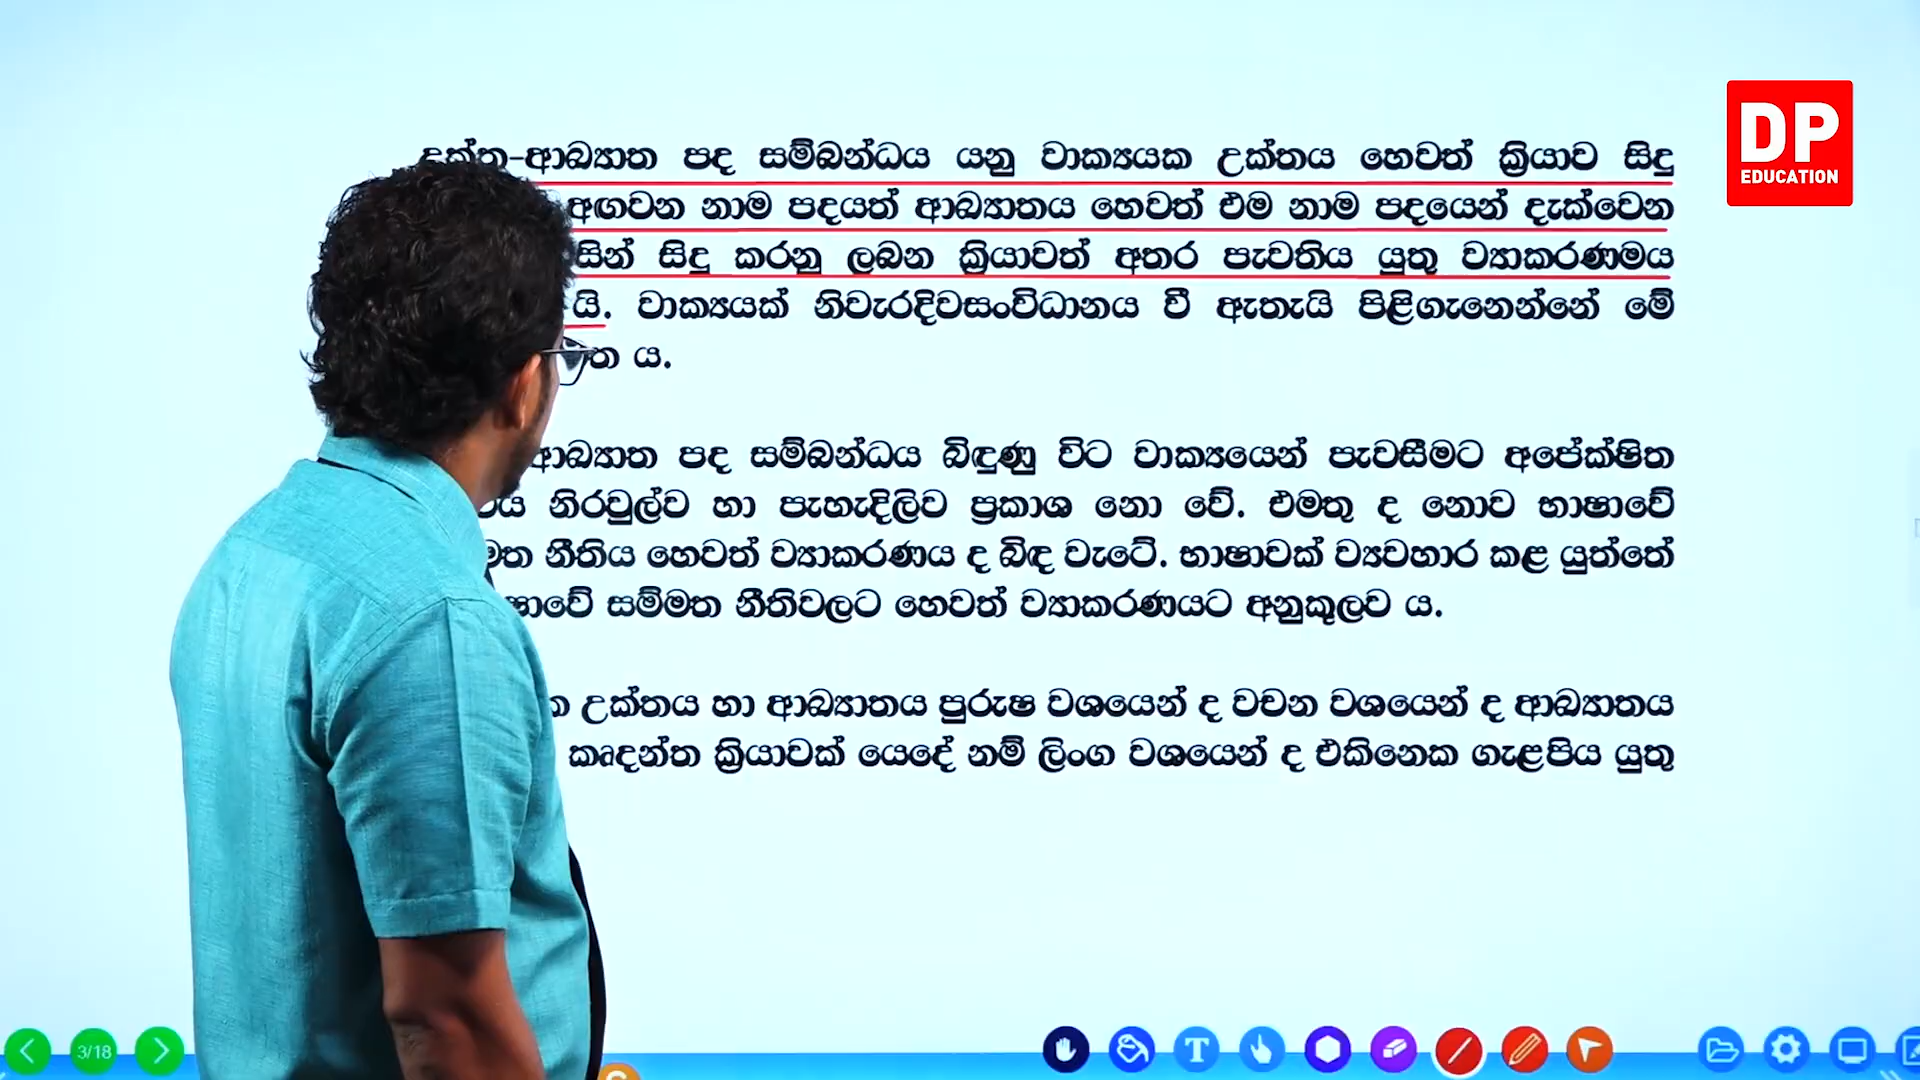 උක්ත-ආඛ්‍යාත පද සම්බන්ධය යනු වාක්‍යයක උක්තය හෙවත් ක්‍රියාව සිදු
අඟවන නාම පදයත් ආඛ්‍යාතය හෙවත් එම නාම පදයෙන් දැක්වෙන
සිදු කරනු ලබන ක්‍රියාවත් අතර පැවතිය යුතු ව්‍යාකරණමය
යි. වාක්‍යයක් නිවැරදිවසංවිධානය වී ඇතැයි පිළිගැනෙන්නේ මේ
ය.
ආඛ්‍යාත පද සම්බන්ධය බිඳුණු විට වාක්‍යයෙන් පැවසීමට අපේක්ෂිත
නිරවුල්ව හා පැහැදිලිව ප්‍රකාශ නො වේ. එමතු ද නොව භාෂාවේ
නීතිය හෙවත් ව්‍යාකරණය ද බිඳ වැටේ. භාෂාවක් ව්‍යවහාර කළ යුත්තේ
සම්මත නීතිවලට හෙවත් ව්‍යාකරණයට අනුකූලව ය.
උක්තය හා ආඛ්‍යාතය පුරුෂ වශයෙන් ද වචන වශයෙන් ද ආඛ්‍යාතය
කෘදන්ත ක්‍රියාවක් යෙදේ නම් ලිංග වශයෙන් ද එකිනෙක ගැළපිය යුතු
DP
EDUCATION
3/18